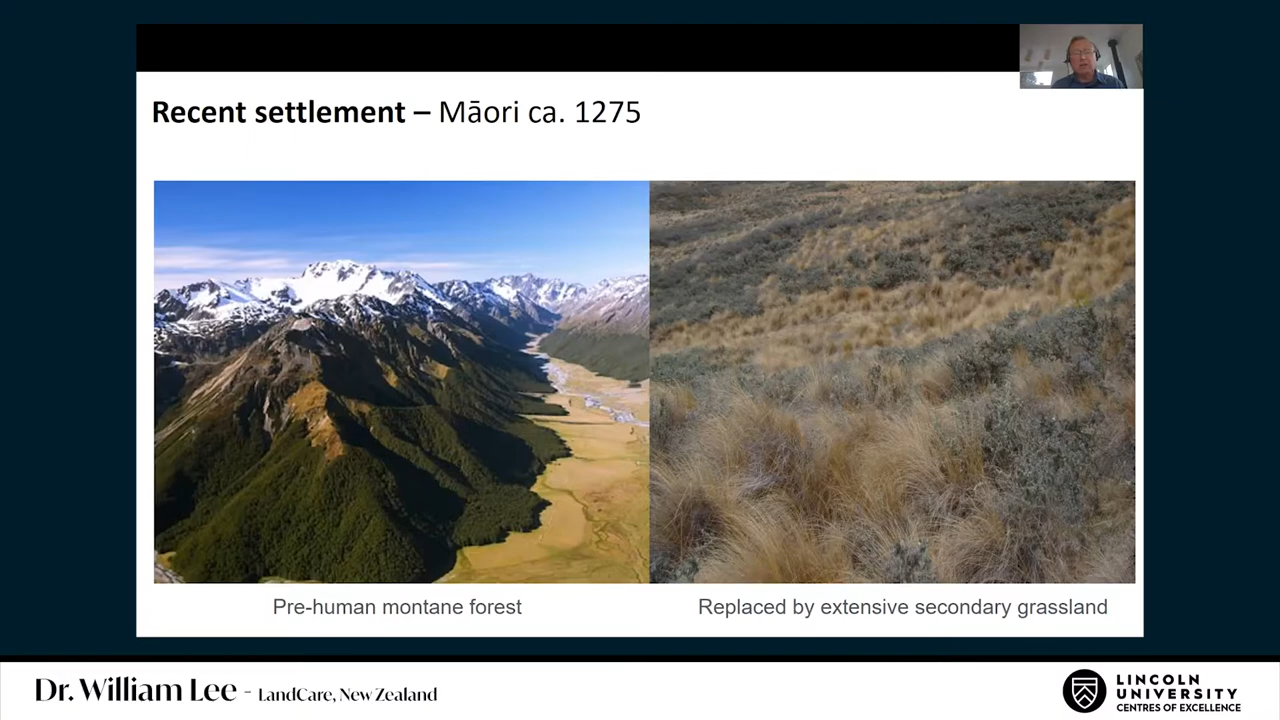 Recent settlement – Māori ca. 1275
Pre-human montane forest
Replaced by extensive secondary grassland
Dr. William Lee - LandCare, New Zealand
LINCOLN
UNIVERSITY
CENTRES OF EXCELLENCE